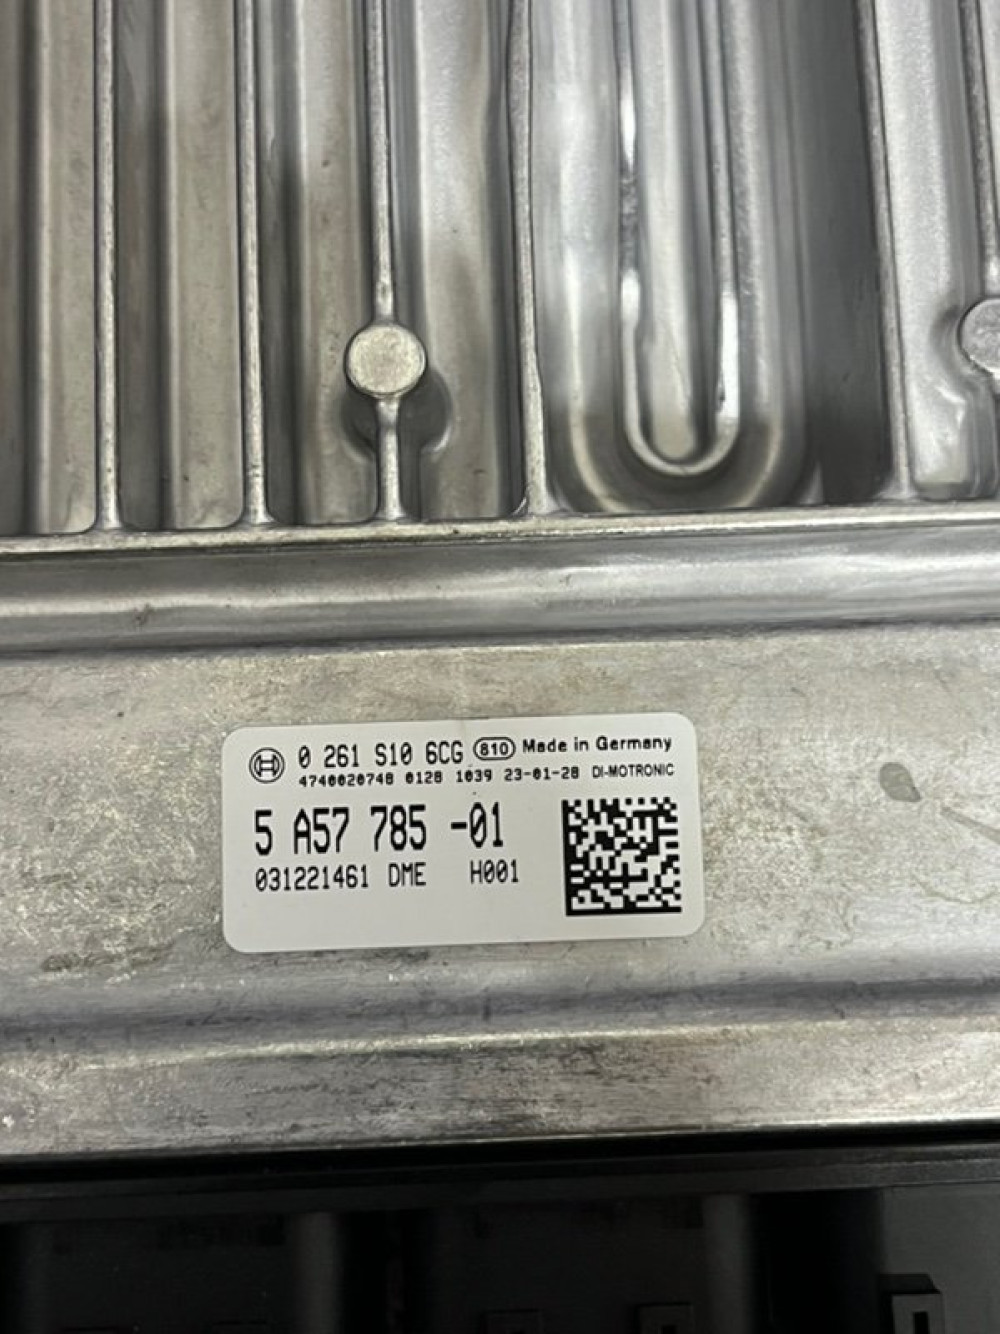 0 261 S10 6CG 810 Made in Germany
4740020748 0128 1039 23-01-28 DI-MOTRONIC
5 A57 785 -01
031221461 DME H001